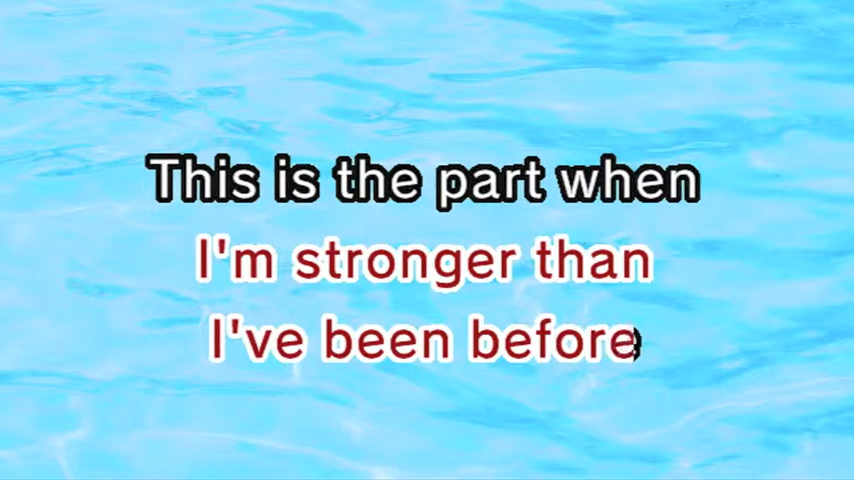 This is the part when
I'm stronger than
I've been before